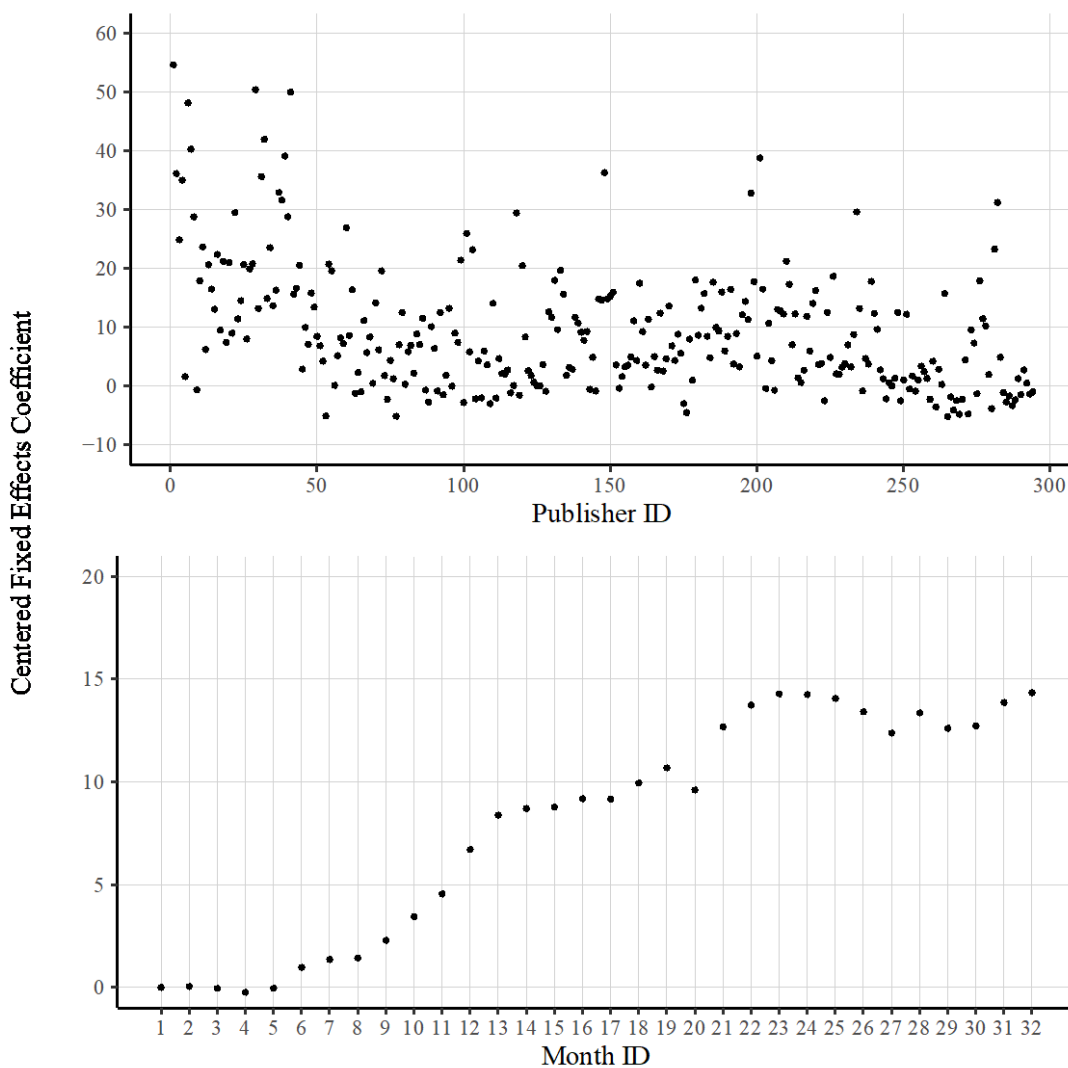 Centered Fixed Effects Coefficient
60
50
40
30
20
10
0
−10
0 50 100 150 200 250 300
Publisher ID
20
15
10
5
0
1 2 3 4 5 6 7 8 9 10 11 12 13 14 15 16 17 18 19 20 21 22 23 24 25 26 27 28 29 30 31 32
Month ID